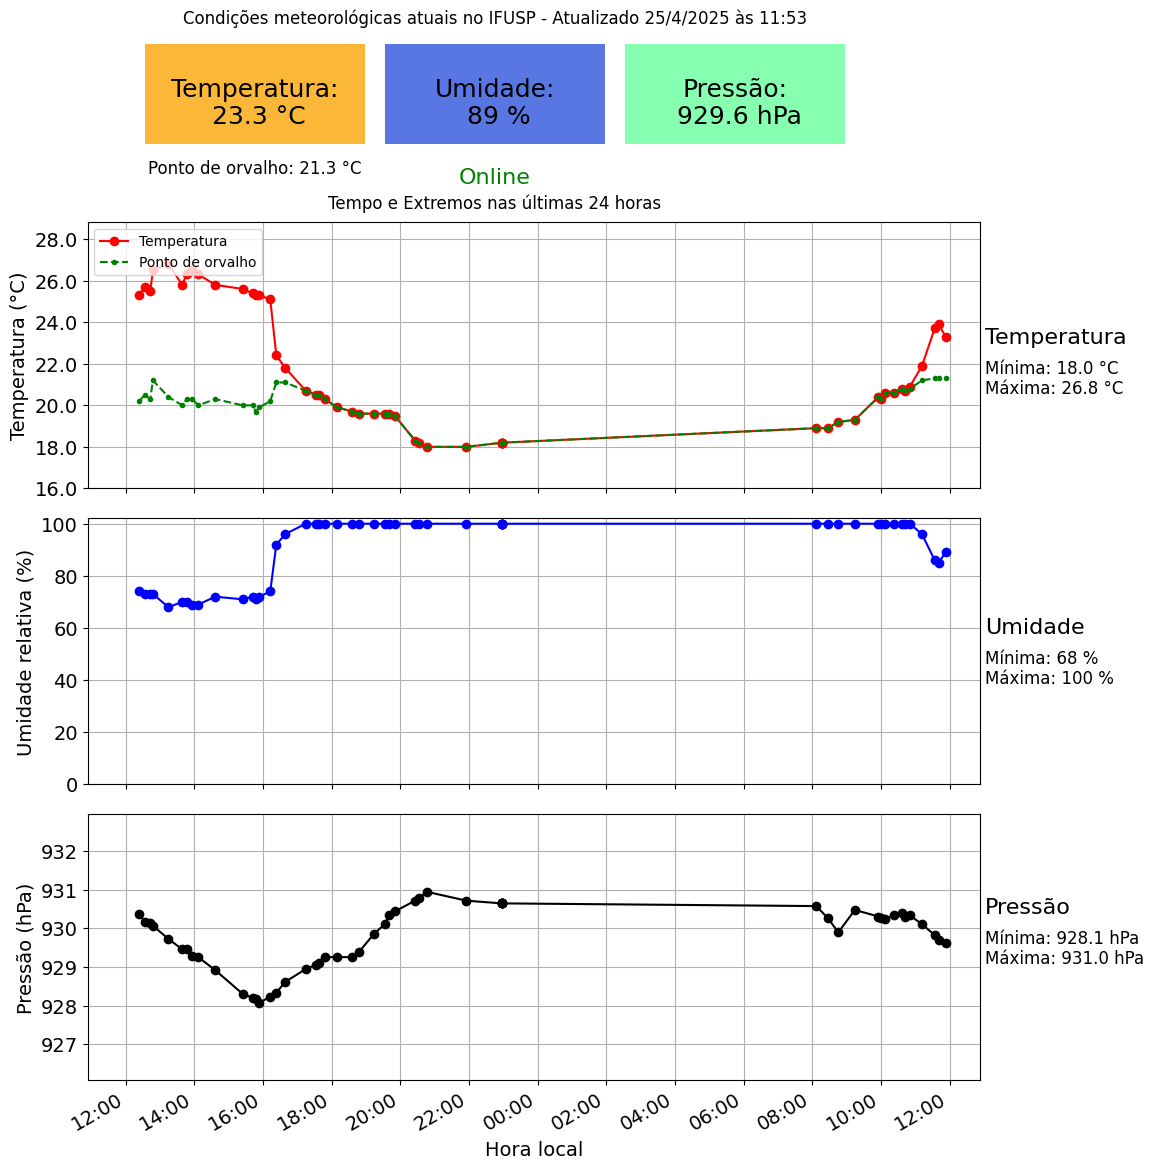 Condições meteorológicas atuais no IFUSP - Atualizado 25/4/2025 às 11:53
Temperatura:
23.3 °C
Umidade:
89 %
Pressão:
929.6 hPa
Ponto de orvalho: 21.3 °C
Online
Tempo e Extremos nas últimas 24 horas
Temperatura (°C)
28.0
26.0
24.0
22.0
20.0
18.0
16.0
Temperatura
Ponto de orvalho
Temperatura
Mínima: 18.0 °C
Máxima: 26.8 °C
Umidade relativa (%)
100
80
60
40
20
0
Umidade
Mínima: 68 %
Máxima: 100 %
Pressão (hPa)
932
931
930
929
928
927
Pressão
Mínima: 928.1 hPa
Máxima: 931.0 hPa
12:00
14:00
16:00
18:00
20:00
22:00
00:00
02:00
04:00
06:00
08:00
10:00
12:00
Hora local